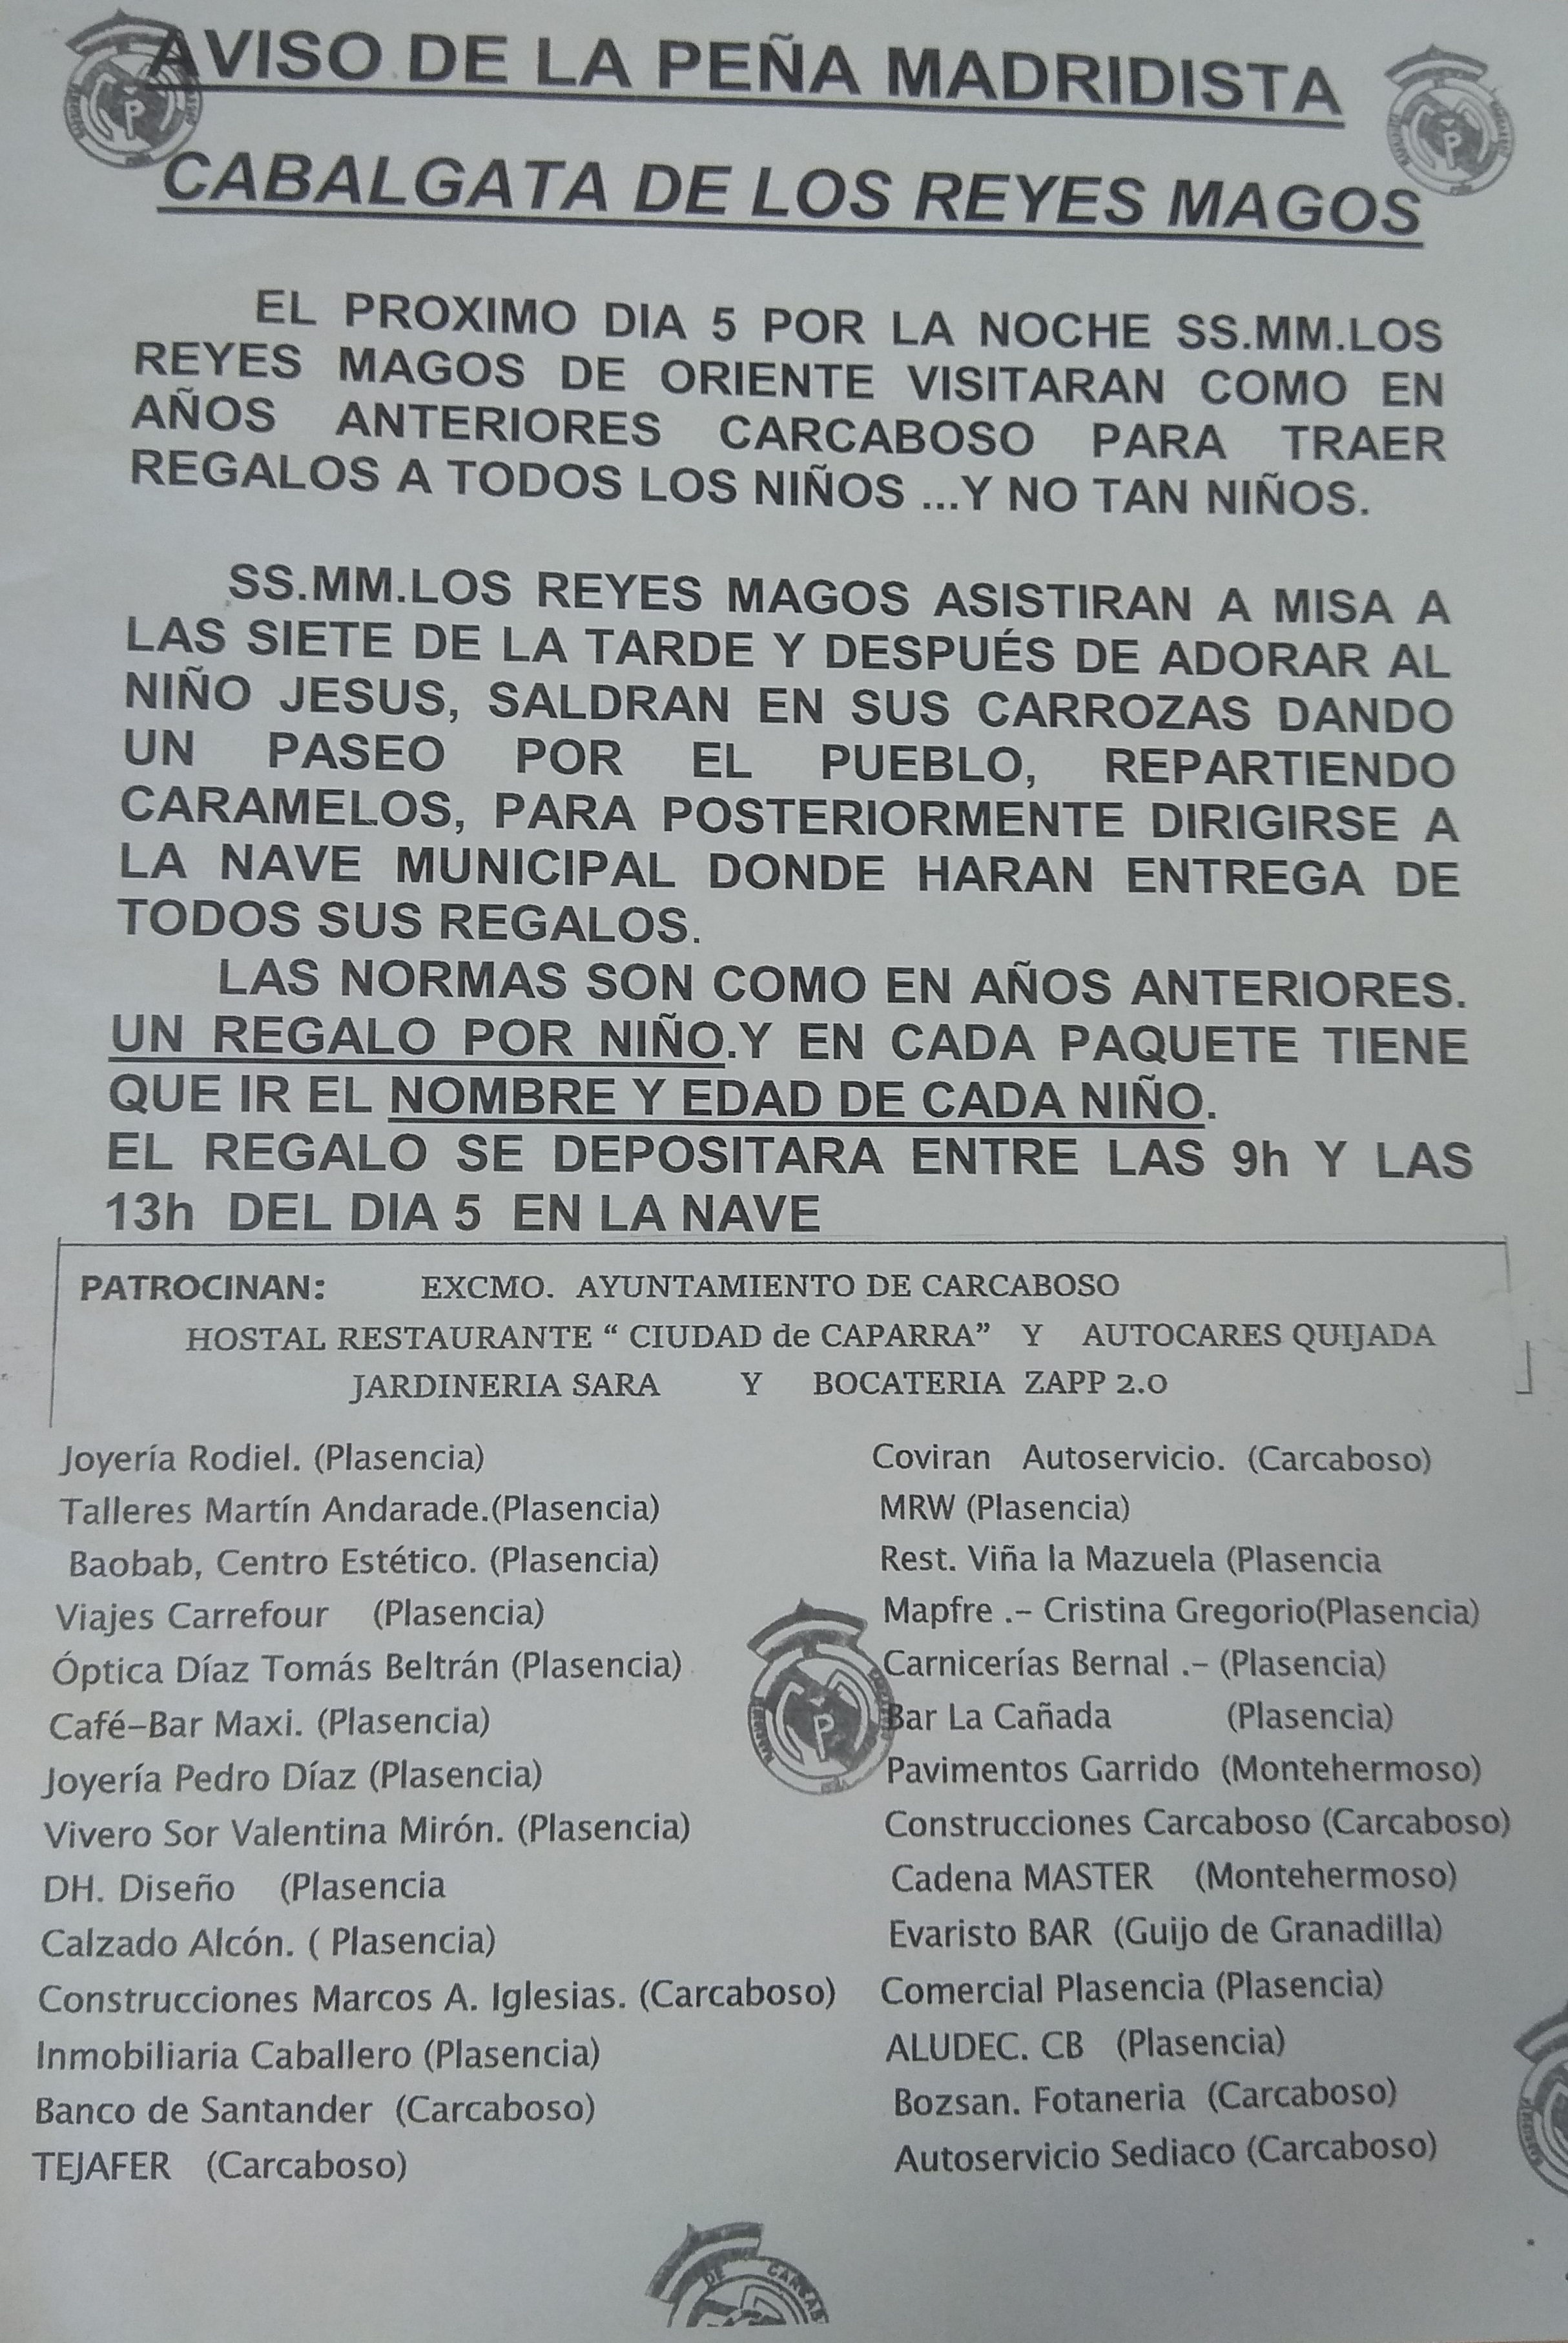 AVISO DE LA PEÑA MADRIDISTA
CABALGATA DE LOS REYES MAGOS
EL PROXIMO DIA 5 POR LA NOCHE SS.MM.LOS
REYES MAGOS DE ORIENTE VISITARAN COMO EN
AÑOS ANTERIORES CARCABOSO PARA TRAER
REGALOS A TODOS LOS NIÑOS ...Y NO TAN NIÑOS.
SS.MM.LOS REYES MAGOS ASISTIRAN A MISA A
LAS SIETE DE LA TARDE Y DESPUÉS DE ADORAR AL
NIÑO JESUS, SALDRAN EN SUS CARROZAS DANDO
UN PASEO POR EL PUEBLO, REPARTIENDO
CARAMELOS, PARA POSTERIORMENTE DIRIGIRSE A
LA NAVE MUNICIPAL DONDE HARAN ENTREGA DE
TODOS SUS REGALOS.
LAS NORMAS SON COMO EN AÑOS ANTERIORES.
UN REGALO POR NIÑO.Y EN CADA PAQUETE TIENE
QUE IR EL NOMBRE Y EDAD DE CADA NIÑO.
EL REGALO SE DEPOSITARA ENTRE LAS 9h Y LAS
13h DEL DIA 5 EN LA NAVE
PATROCINAN: EXCMO. AYUNTAMIENTO DE CARCABOSO
HOSTAL RESTAURANTE “ CIUDAD de CAPARRA” Y AUTOCARES QUIJADA
JARDINERIA SARA Y BOCATERIA ZAPP 2.0
Joyería Rodiel. (Plasencia)
Talleres Martín Andarade.(Plasencia)
Baobab, Centro Estético. (Plasencia)
Viajes Carrefour (Plasencia)
Óptica Díaz Tomás Beltrán (Plasencia)
Café-Bar Maxi. (Plasencia)
Joyería Pedro Díaz (Plasencia)
Vivero Sor Valentina Mirón. (Plasencia)
DH. Diseño (Plasencia
Calzado Alcón. ( Plasencia)
Construcciones Marcos A. Iglesias. (Carcaboso)
Inmobiliaria Caballero (Plasencia)
Banco de Santander (Carcaboso)
TEJAFER (Carcaboso)
Coviran Autoservicio. (Carcaboso)
MRW (Plasencia)
Rest. Viña la Mazuela (Plasencia
Mapfre .- Cristina Gregorio(Plasencia)
Carnicerías Bernal .- (Plasencia)
Bar La Cañada (Plasencia)
Pavimentos Garrido (Montehermoso)
Construcciones Carcaboso (Carcaboso)
Cadena MASTER (Montehermoso)
Evaristo BAR (Guijo de Granadilla)
Comercial Plasencia (Plasencia)
ALUDEC. CB (Plasencia)
Bozsan. Fotaneria (Carcaboso)
Autoservicio Sediaco (Carcaboso)